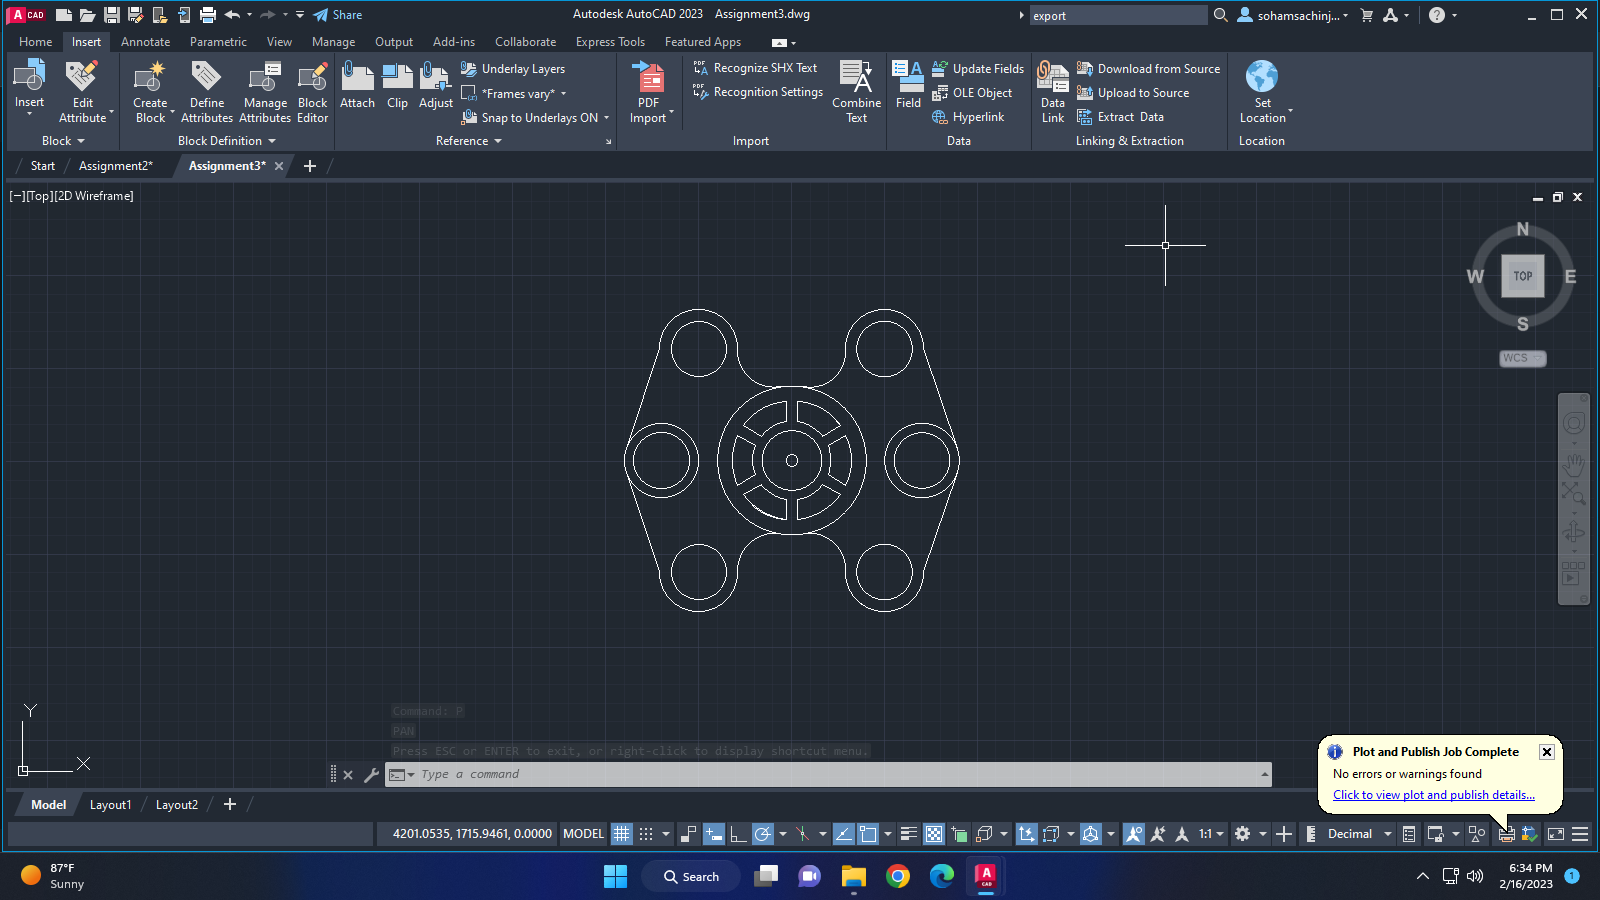 A CAD
Share
Autodesk AutoCAD 2023 Assignment3.dwg
export
sohamsachinj...
Home Insert Annotate Parametric View Manage Output Add-ins Collaborate Express Tools Featured Apps
Insert
Edit Attribute
Create Block
Define Attributes
Manage Attributes
Block Editor
Attach
Clip
Adjust
Underlay Layers
*Frames vary*
Snap to Underlays ON
PDF Import
PDF Recognize SHX Text
PDF Recognition Settings
Combine Text
Field
Update Fields
OLE Object
Hyperlink
Data Link
Download from Source
Upload to Source
Extract Data
Set Location
Block
Block Definition
Reference
Import
Data
Linking & Extraction
Location
Start Assignment2* Assignment3*
[−][Top][2D Wireframe]
N
W TOP E
S
WCS
Y
X
Command: P
PAN
Press ESC or ENTER to exit, or right-click to display shortcut menu.
Type a command
Plot and Publish Job Complete
No errors or warnings found
Click to view plot and publish details...
Model Layout1 Layout2
4201.0535, 1715.9461, 0.0000 MODEL 1:1 Decimal
87°F
Sunny
Search
A CAD
6:34 PM
2/16/2023
1